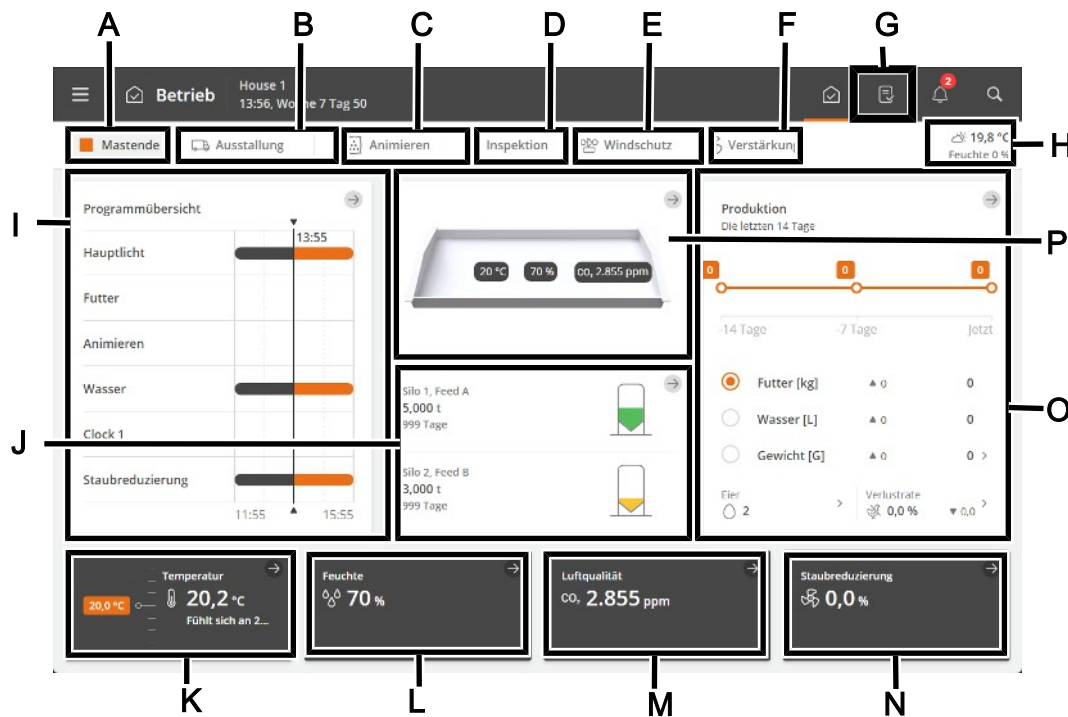 A B C D E F G
Betrieb
House 1
13:56, Woche 7 Tag 50
2
Mastende Ausstallung Animieren Inspektion Windschutz Verstärkun
19,8 °C
Feuchte 0 %
H
I
Programmübersicht
13:55
Hauptlicht
Futter
Animieren
Wasser
Clock 1
Staubreduzierung
11:55 15:55
20 °C 70 % CO₂ 2.855 ppm
P
Silo 1, Feed A
5,000 t
999 Tage
J
Silo 2, Feed B
3,000 t
999 Tage
Produktion
Die letzten 14 Tage
0 0 0
-14 Tage -7 Tage Jetzt
Futter [kg] ▲ 0 0
O
Wasser [L] ▲ 0 0
Gewicht [G] ▲ 0 0 >
Eier
2 >
Verlustrate
0,0 % ▼ 0,0 >
Temperatur
20,0 °C
20,2 °C
Fühlt sich an 2...
Feuchte
70 %
Luftqualität
CO₂ 2.855 ppm
Staubreduzierung
0,0 %
K L M N